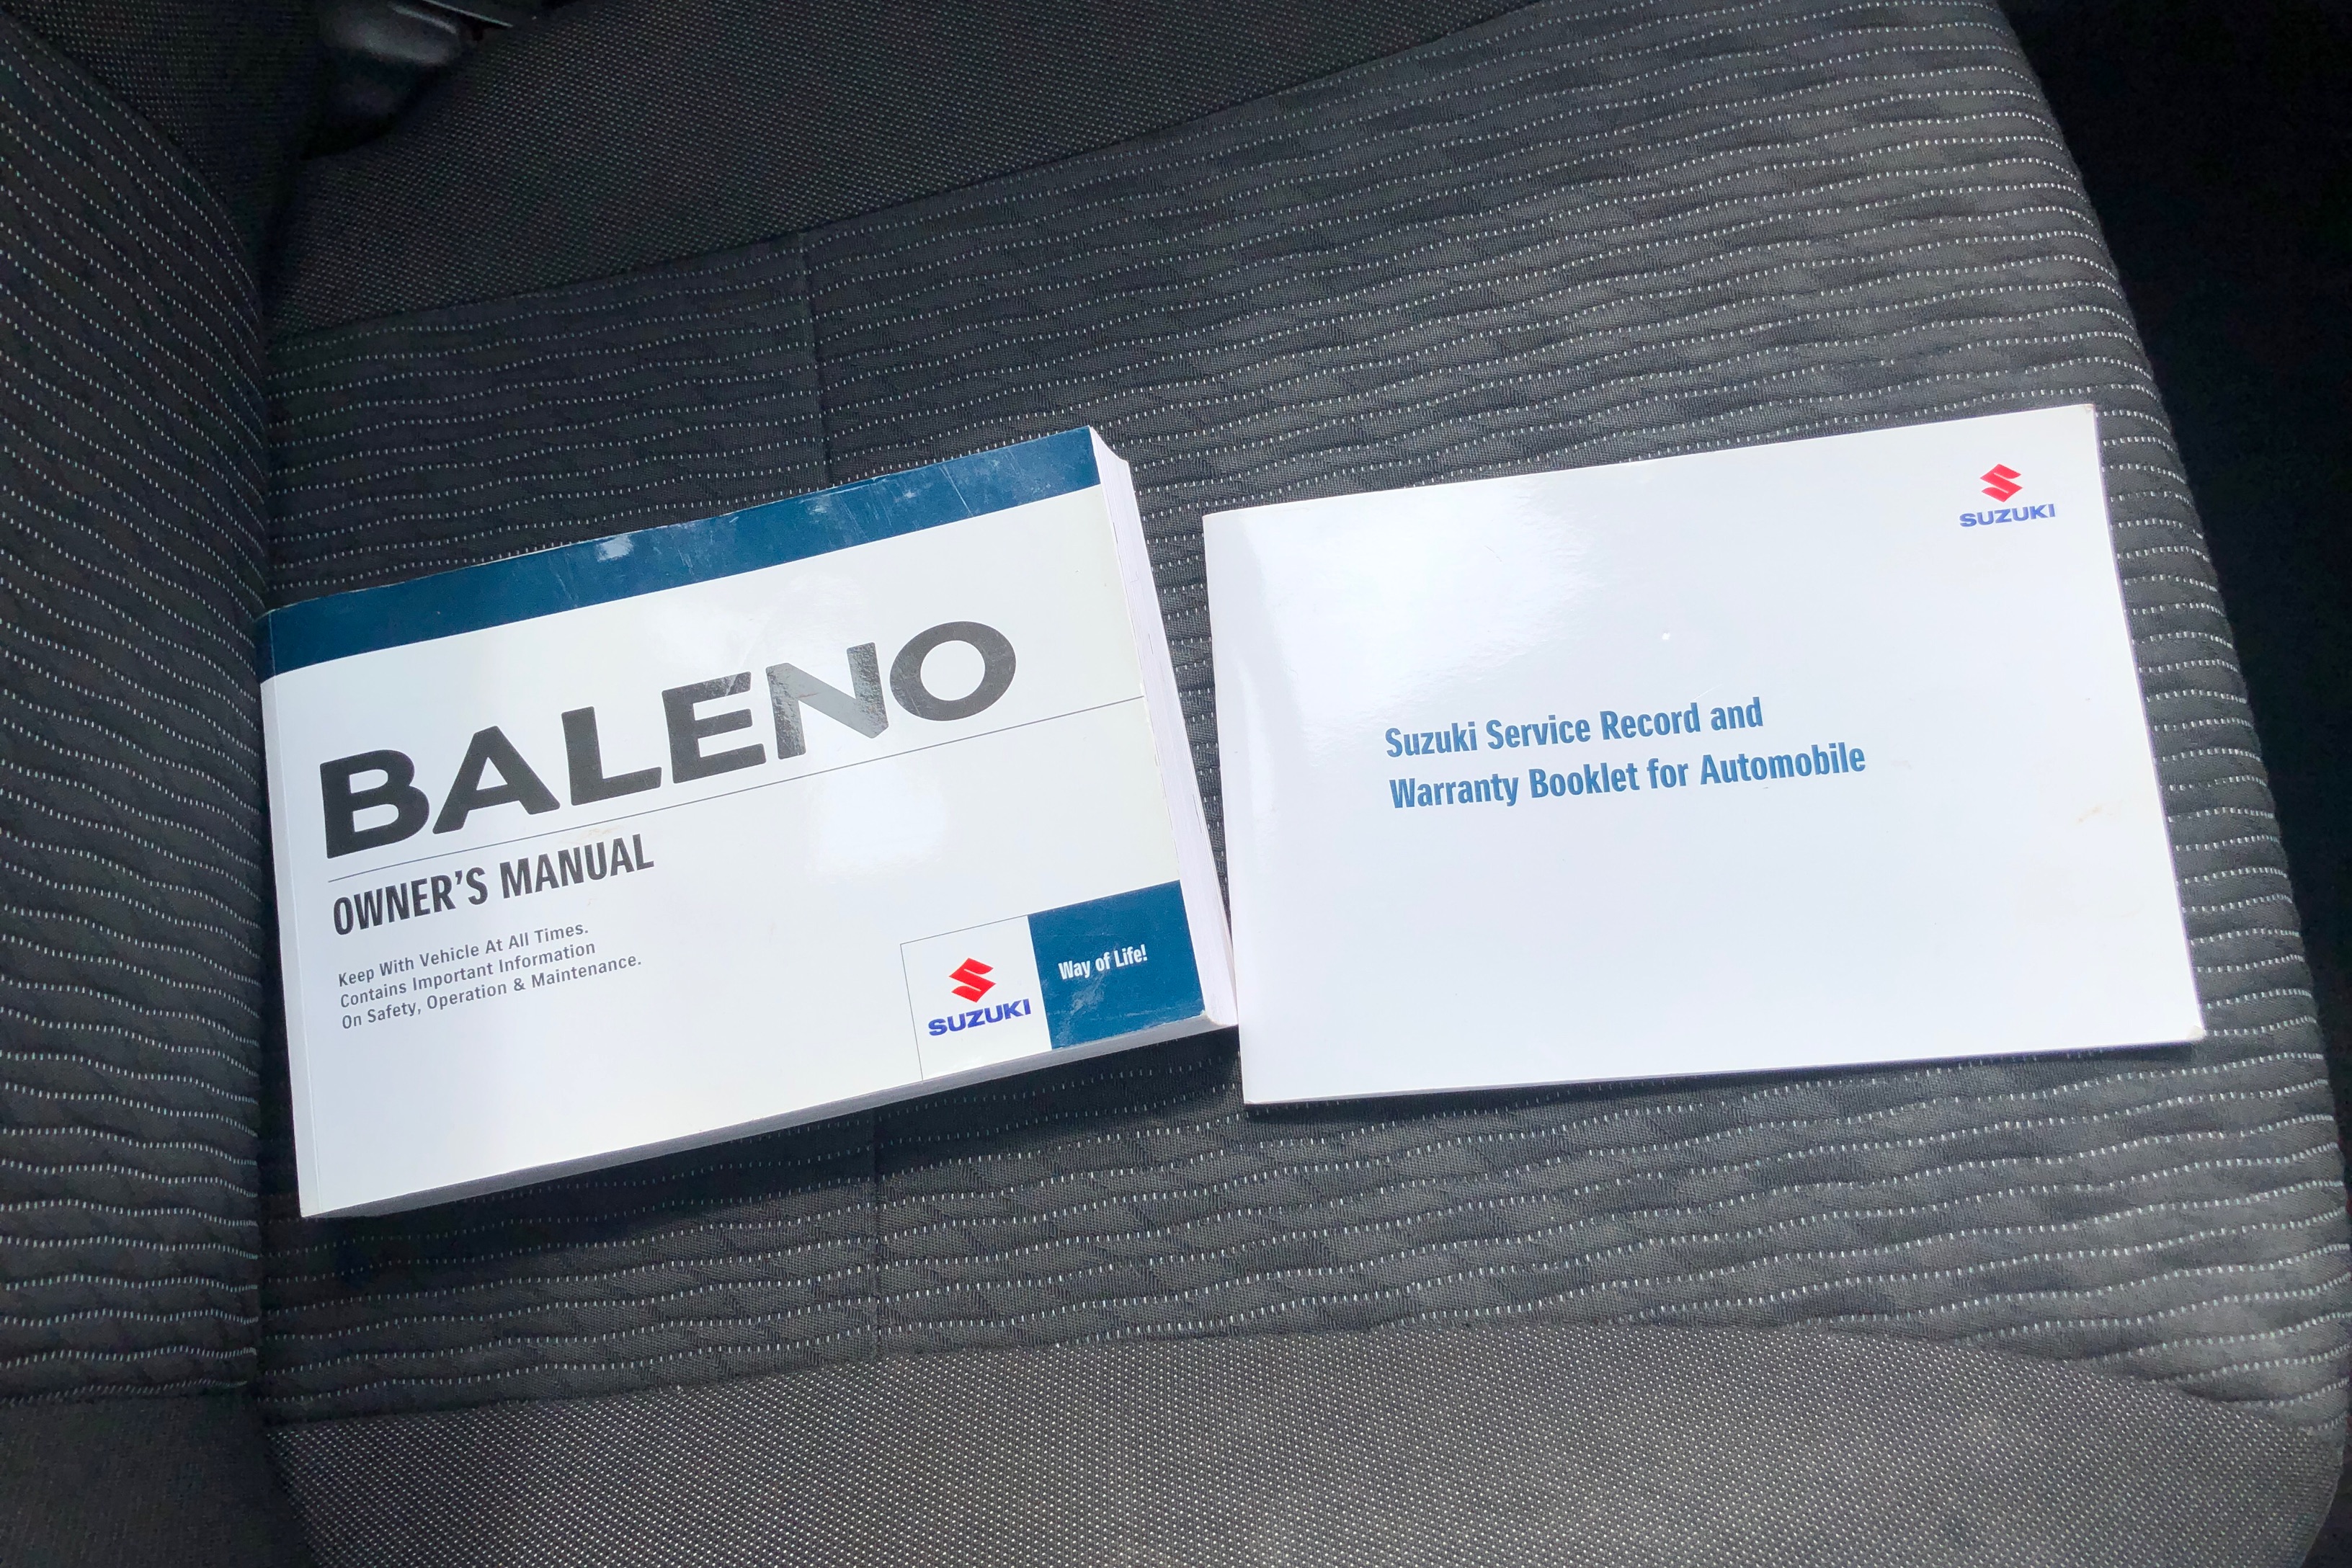 BALENO
OWNER'S MANUAL
Keep With Vehicle At All Times.
Contains Important Information
On Safety, Operation & Maintenance.
SUZUKI
Way of Life!
SUZUKI
Suzuki Service Record and
Warranty Booklet for Automobile